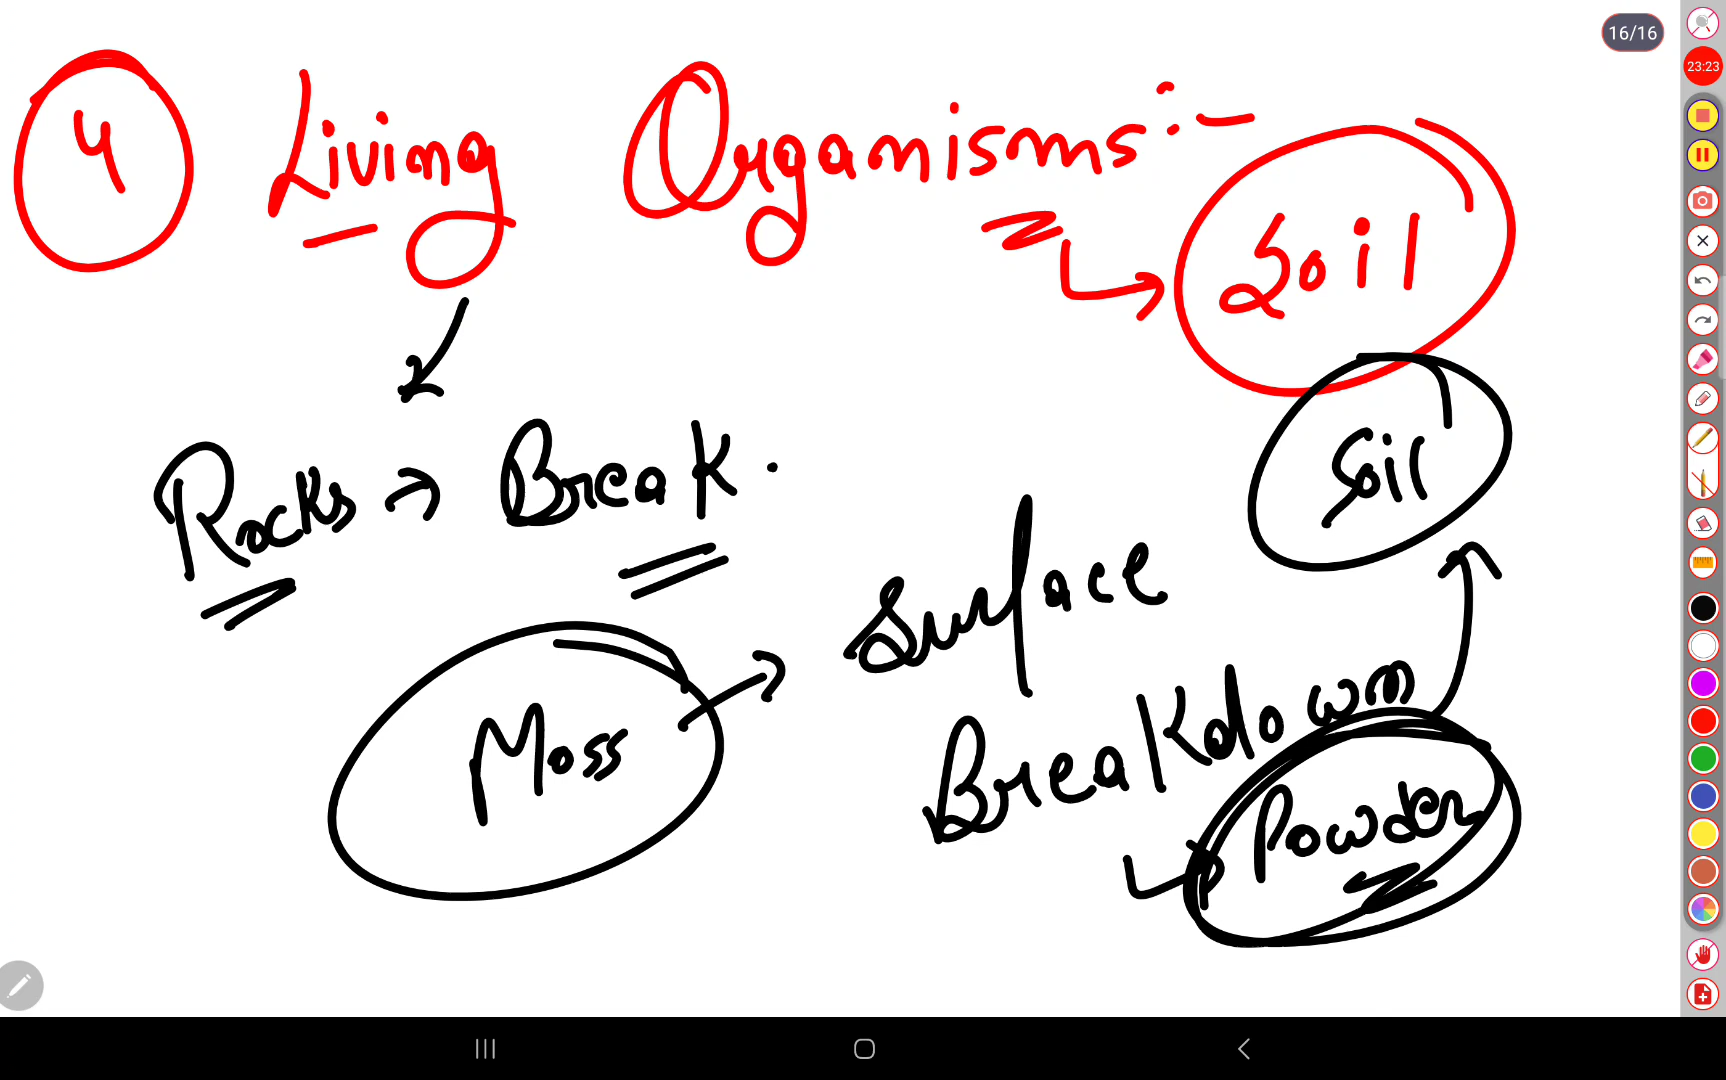 16/16
23:23
4 Living Organisms:-
Soil
Rocks → Break.
Soil
Moss → Surface
Breakdown
Powder